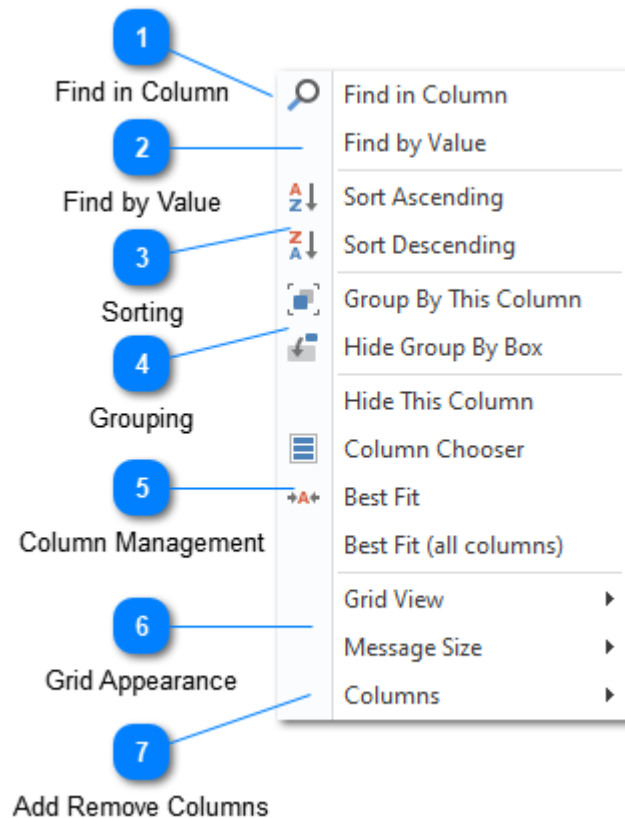 1
Find in Column
2
Find by Value
3
Sorting
4
Grouping
5
Column Management
6
Grid Appearance
7
Add Remove Columns
Find in Column
Find by Value
Sort Ascending
Sort Descending
Group By This Column
Hide Group By Box
Hide This Column
Column Chooser
Best Fit
Best Fit (all columns)
Grid View
Message Size
Columns